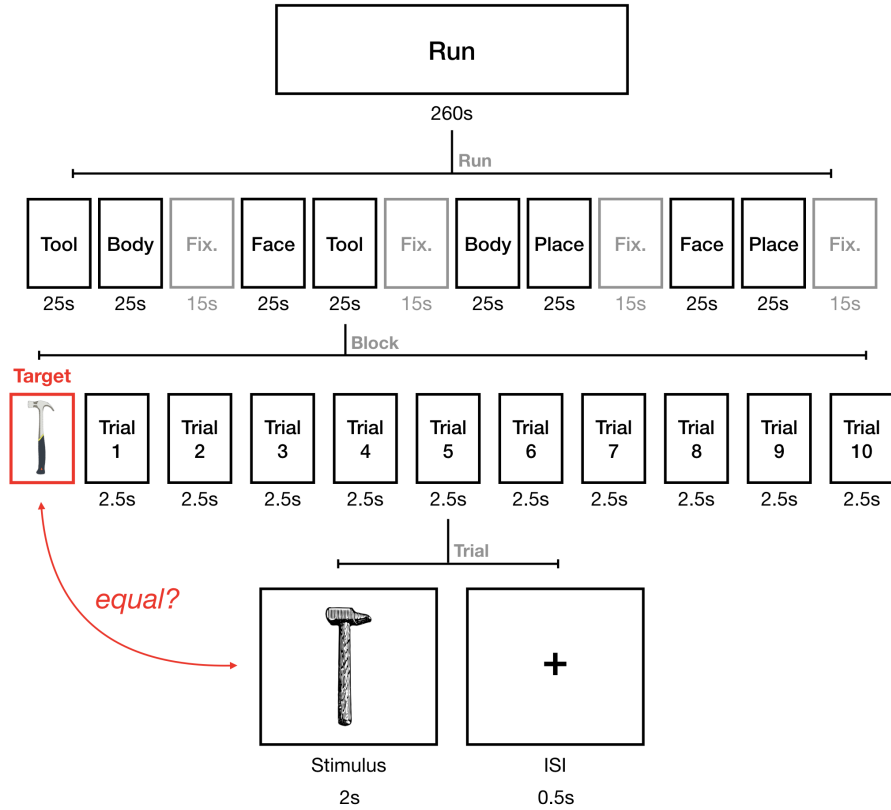 Run
260s
Run
Tool Body Fix. Face Tool Fix. Body Place Fix. Face Place Fix.
25s 25s 15s 25s 25s 15s 25s 25s 15s 25s 25s 15s
Block
Target
Trial Trial Trial Trial Trial Trial Trial Trial Trial Trial
1 2 3 4 5 6 7 8 9 10
2.5s 2.5s 2.5s 2.5s 2.5s 2.5s 2.5s 2.5s 2.5s 2.5s
Trial
equal?
+
Stimulus ISI
2s 0.5s